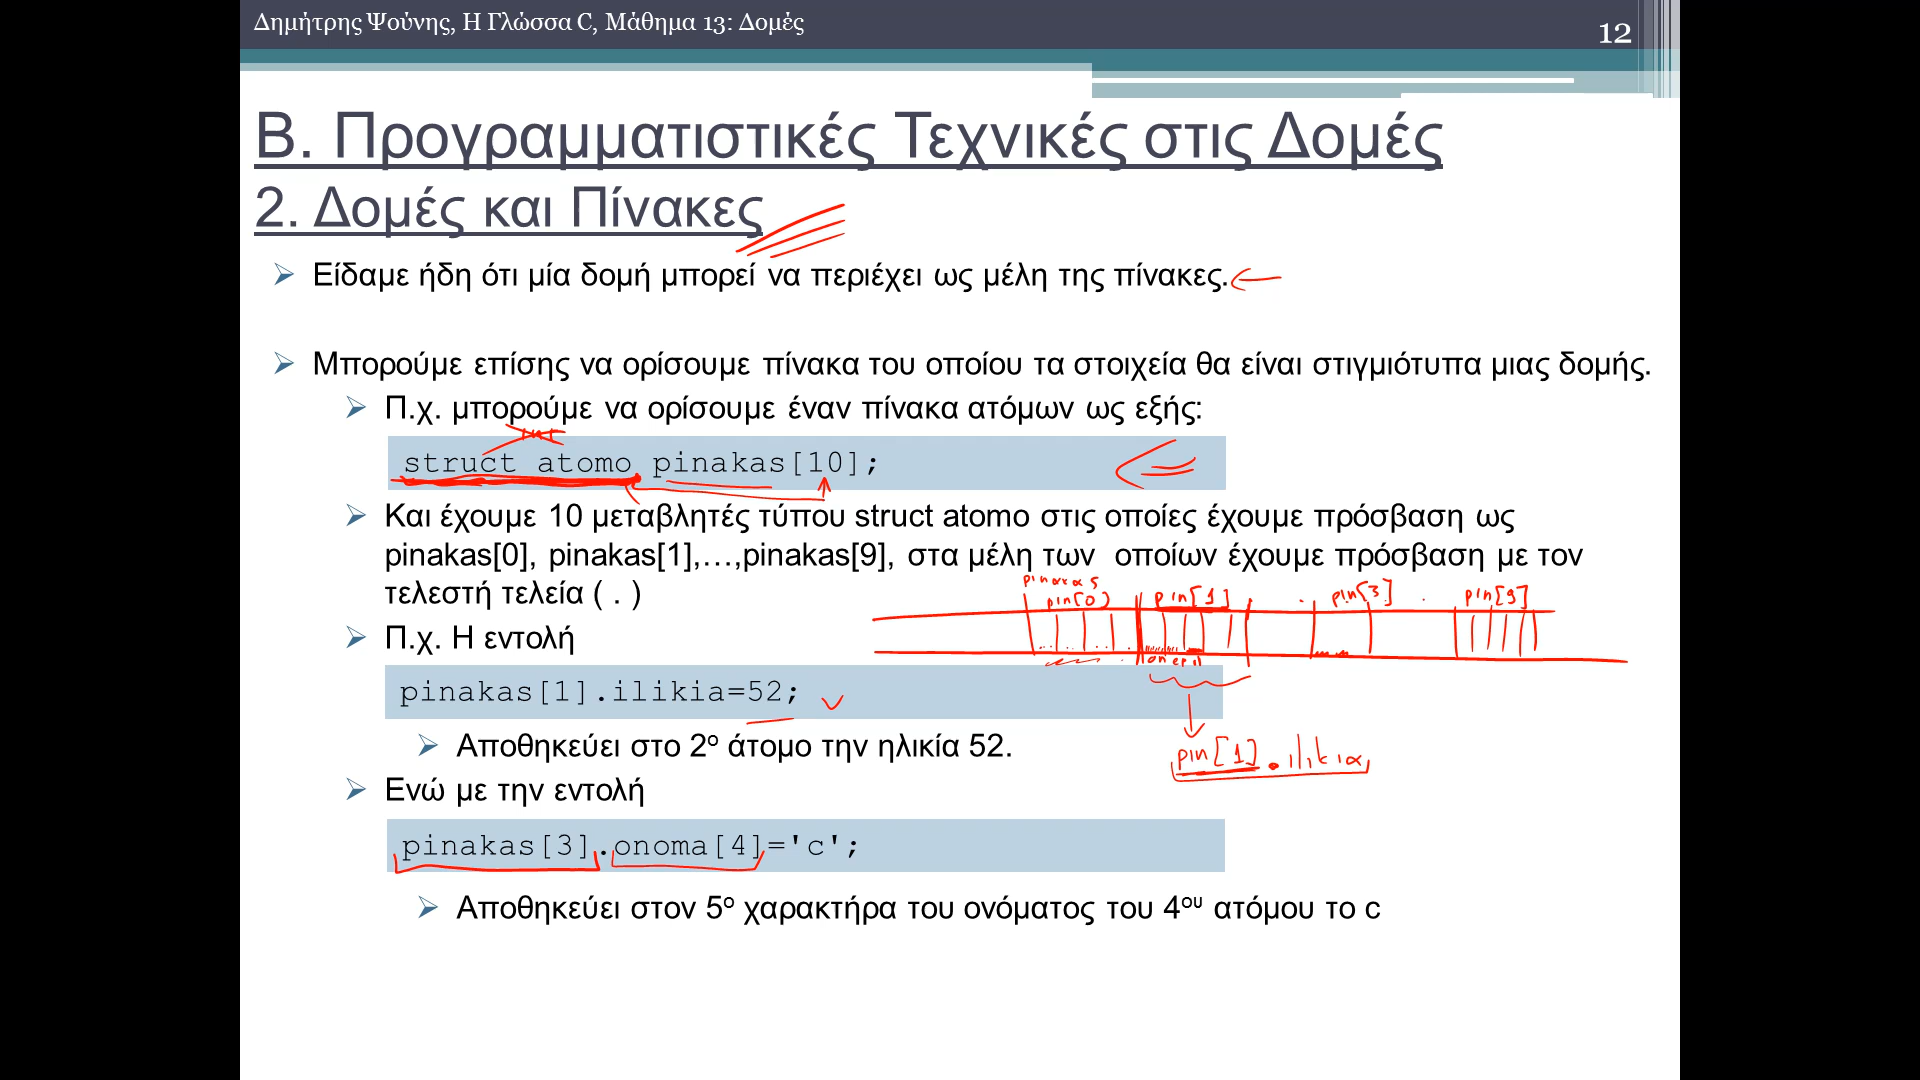 Δημήτρης Ψούνης, Η Γλώσσα C, Μάθημα 13: Δομές
12
Β. Προγραμματιστικές Τεχνικές στις Δομές
2. Δομές και Πίνακες
Είδαμε ήδη ότι μία δομή μπορεί να περιέχει ως μέλη της πίνακες.
Μπορούμε επίσης να ορίσουμε πίνακα του οποίου τα στοιχεία θα είναι στιγμιότυπα μιας δομής.
Π.χ. μπορούμε να ορίσουμε έναν πίνακα ατόμων ως εξής:
int
struct atomo pinakas[10];
Και έχουμε 10 μεταβλητές τύπου struct atomo στις οποίες έχουμε πρόσβαση ως
pinakas[0], pinakas[1],…,pinakas[9], στα μέλη των οποίων έχουμε πρόσβαση με τον
τελεστή τελεία ( . )
pinakas
pin[0] pin[1] . . pin[3] . pin[9]
Π.χ. Η εντολή
pinakas[1].ilikia=52;
Αποθηκεύει στο 2ο άτομο την ηλικία 52.
pin[1].ilikia
Ενώ με την εντολή
pinakas[3].onoma[4]='c';
Αποθηκεύει στον 5ο χαρακτήρα του ονόματος του 4ου ατόμου το c